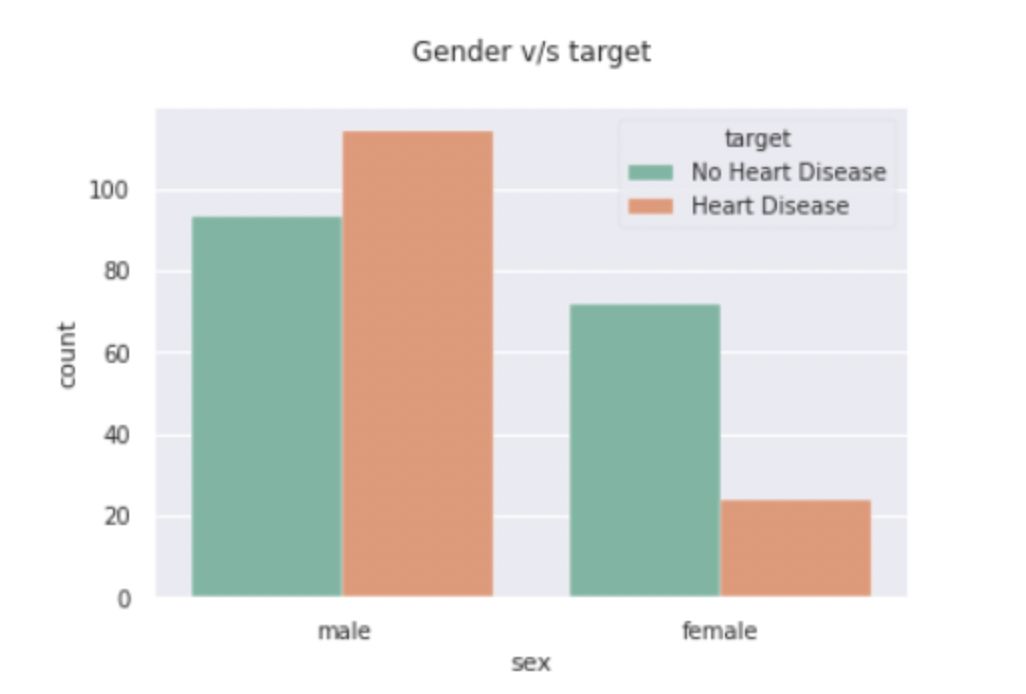 Gender v/s target
target
No Heart Disease
Heart Disease
100
80
60
40
20
0
count
male female
sex